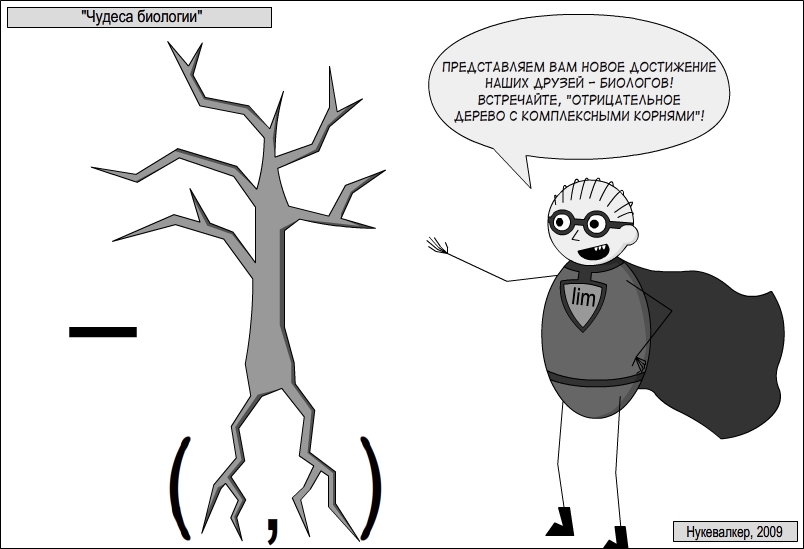 "Чудеса биологии"
ПРЕДСТАВЛЯЕМ ВАМ НОВОЕ ДОСТИЖЕНИЕ
НАШИХ ДРУЗЕЙ - БИОЛОГОВ!
ВСТРЕЧАЙТЕ, "ОТРИЦАТЕЛЬНОЕ
ДЕРЕВО С КОМПЛЕКСНЫМИ КОРНЯМИ"!
lim
− ( , )
Нукевалкер, 2009